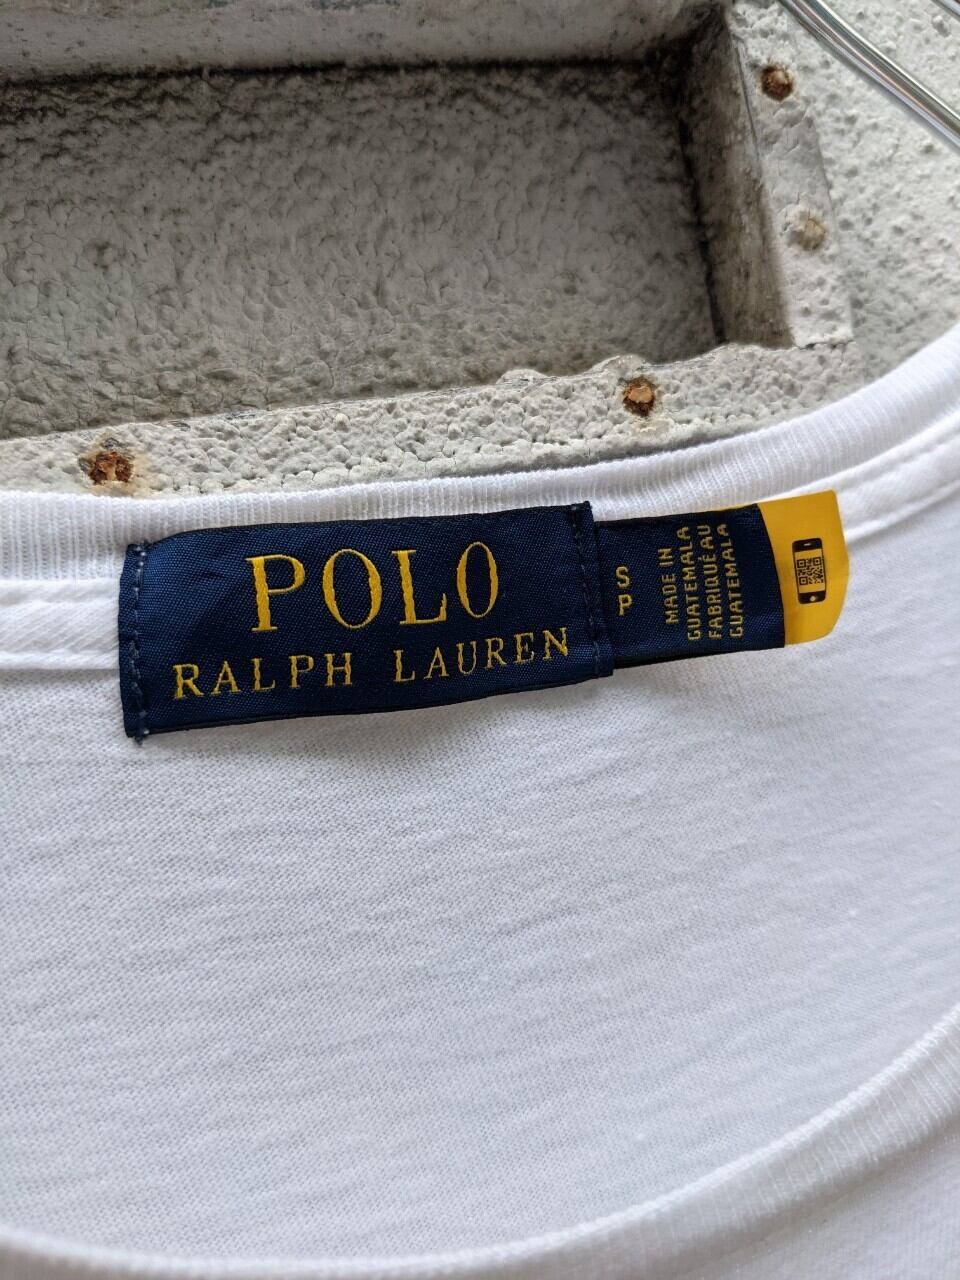 POLO
RALPH LAUREN
S
P
MADE IN
GUATEMALA
FABRIQUÉ AU
GUATEMALA